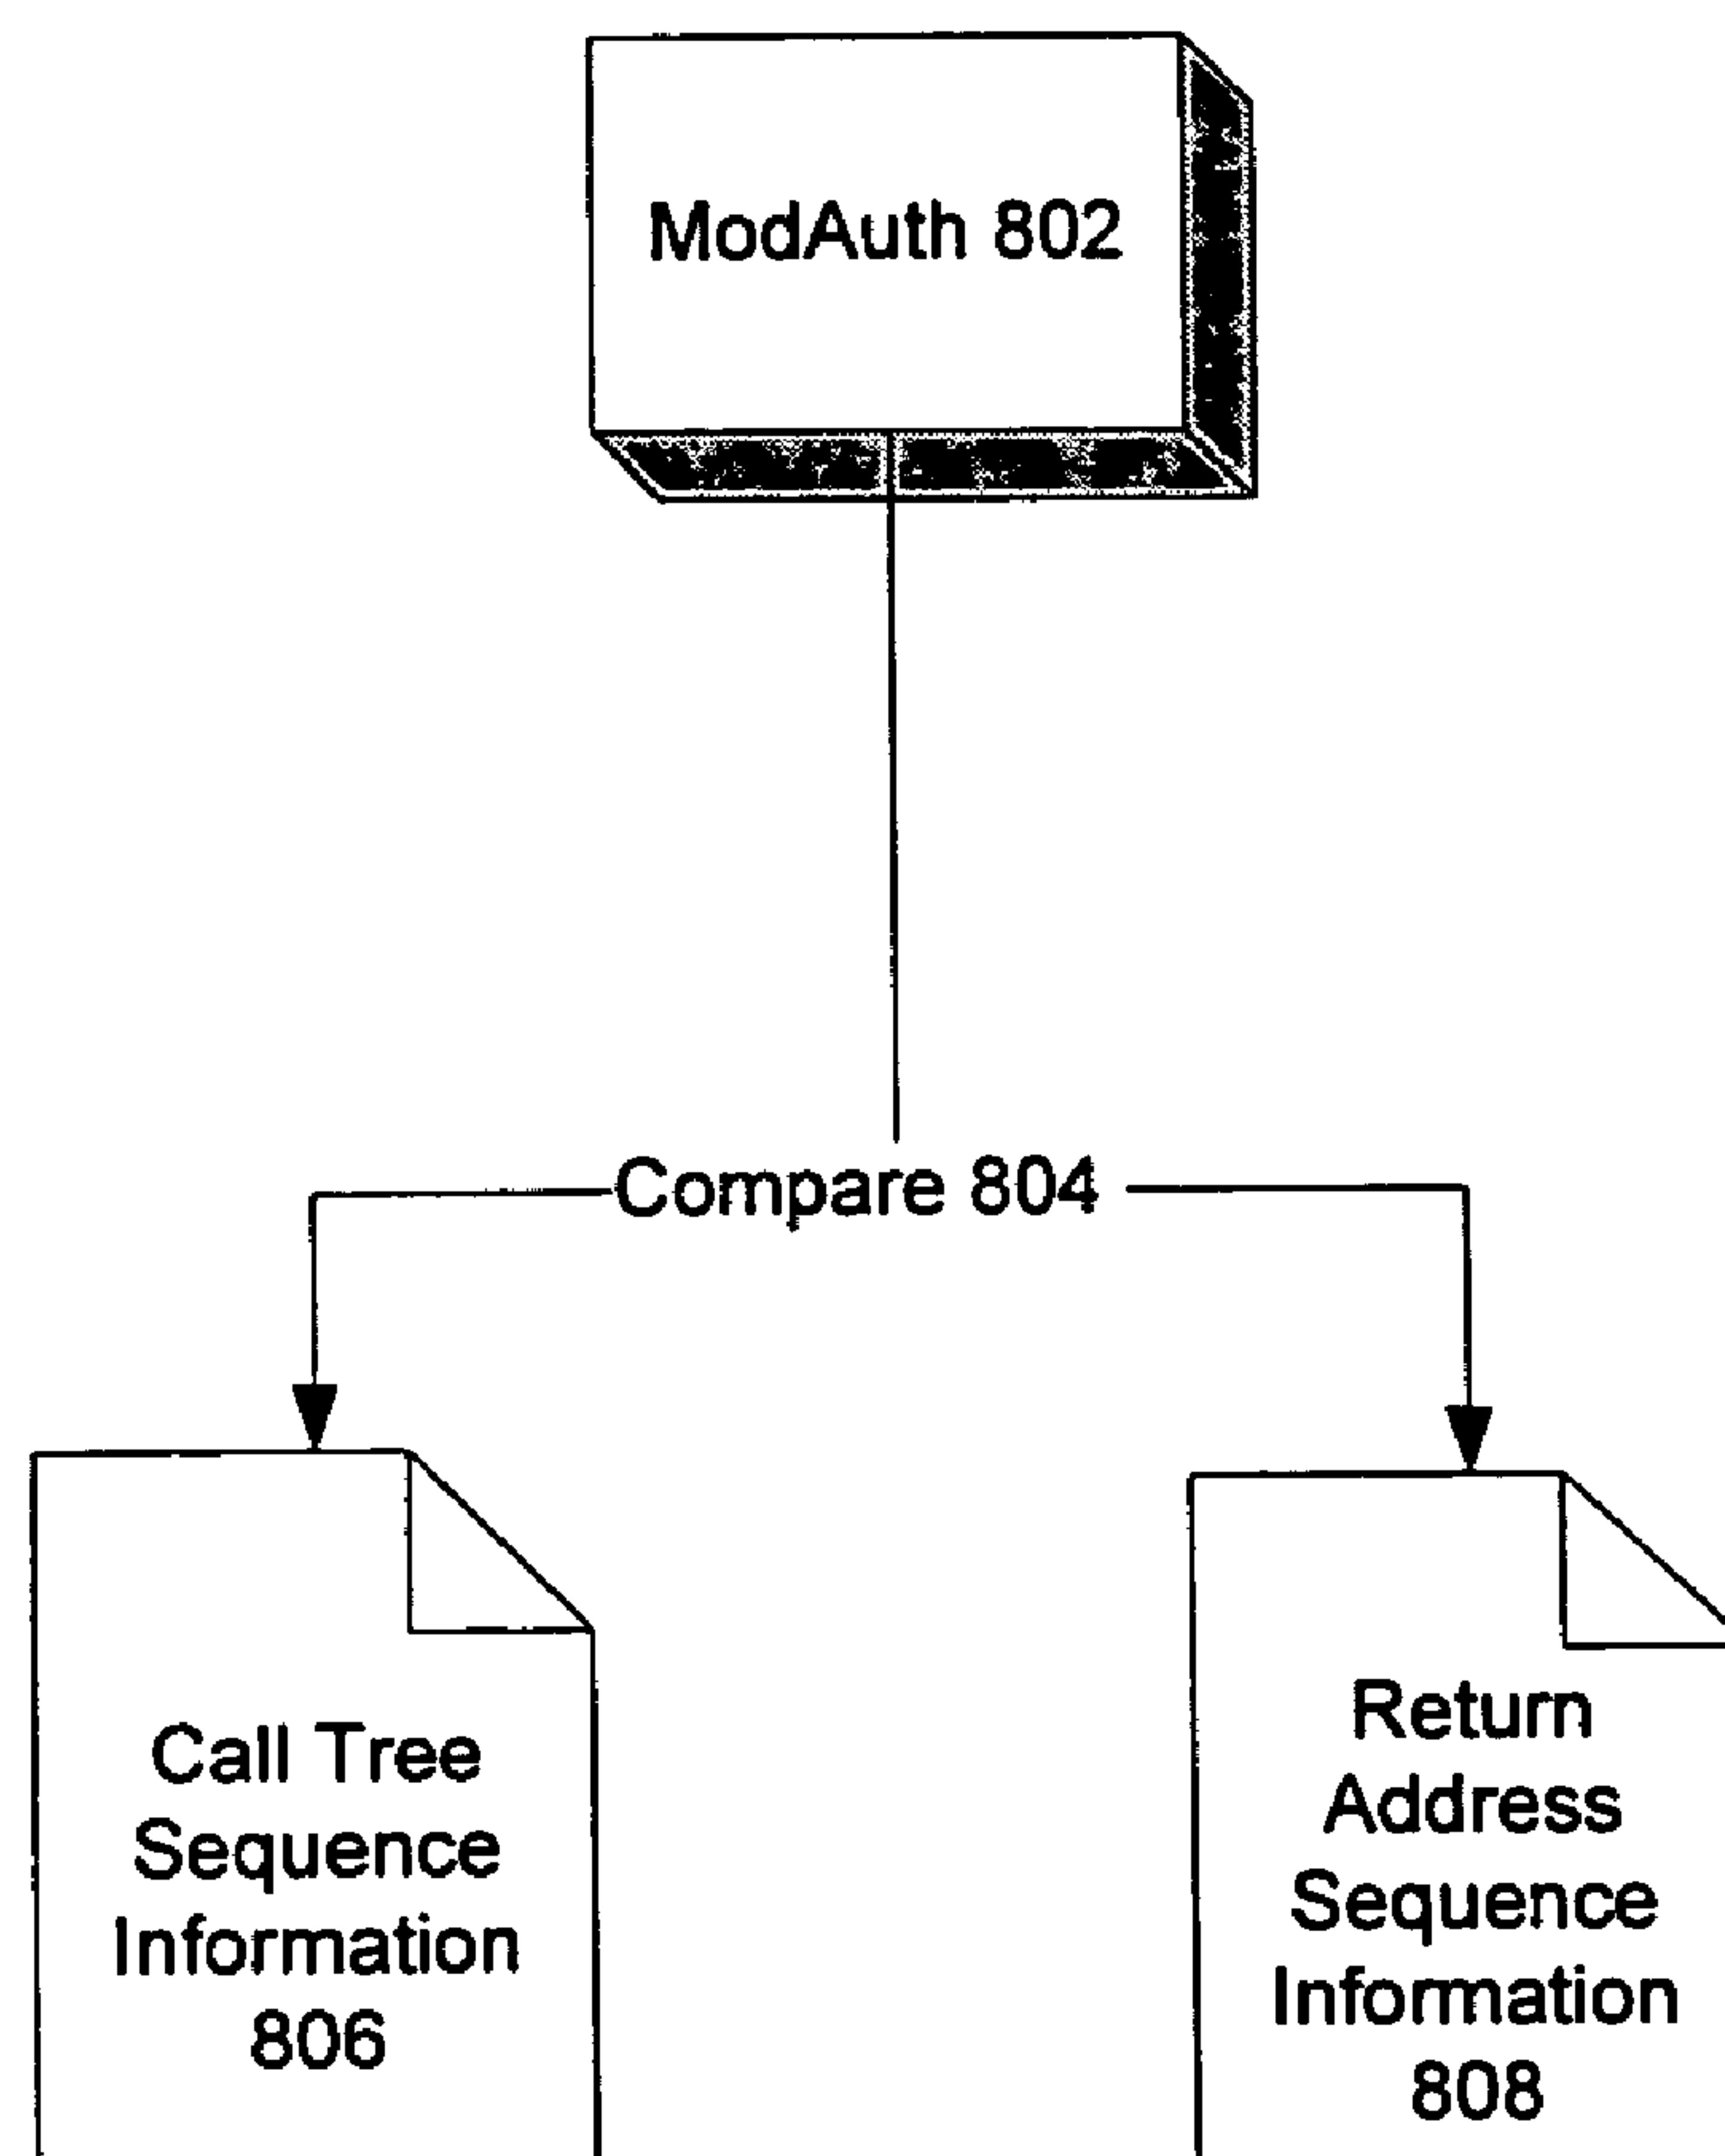 ModAuth 802
Compare 804
Call Tree
Sequence
Information
806
Return
Address
Sequence
Information
808